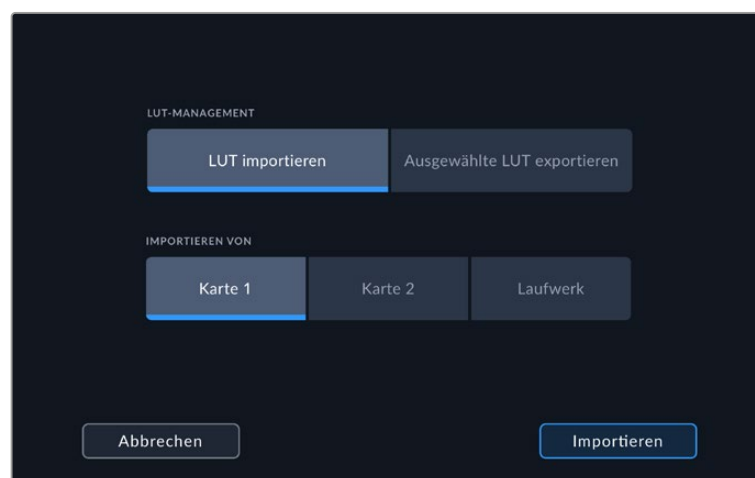 LUT-MANAGEMENT
LUT importieren Ausgewählte LUT exportieren
IMPORTIEREN VON
Karte 1 Karte 2 Laufwerk
Abbrechen Importieren